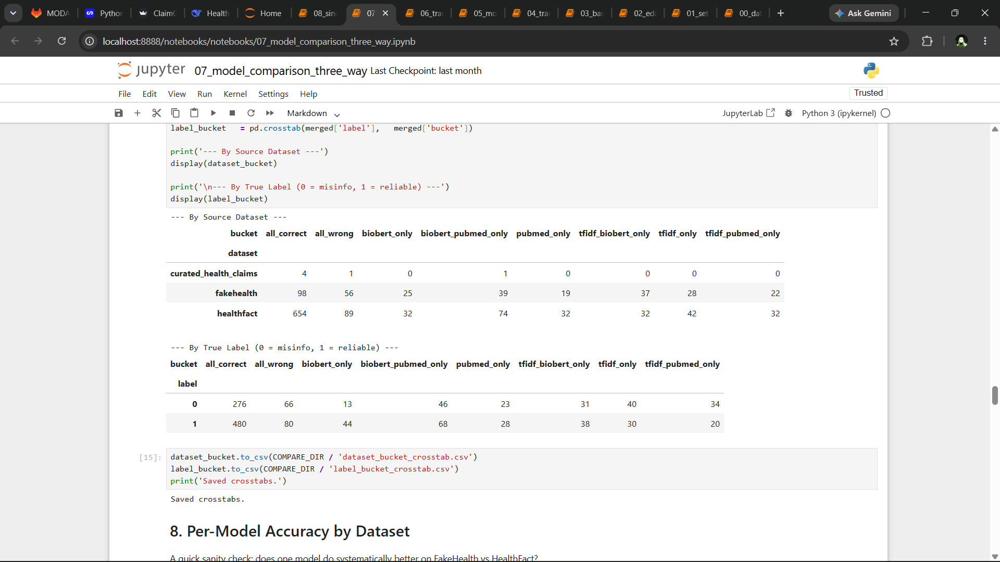 MODA
Python
ClaimC
Health
Home
08_sin
07
06_tra
05_mo
04_tra
03_bas
02_eda
01_set
00_dat
Ask Gemini
localhost:8888/notebooks/notebooks/07_model_comparison_three_way.ipynb
jupyter 07_model_comparison_three_way Last Checkpoint: last month
File Edit View Run Kernel Settings Help Trusted
Markdown JupyterLab Python 3 (ipykernel)
label_bucket   = pd.crosstab(merged['label'],   merged['bucket'])
print('--- By Source Dataset ---')
display(dataset_bucket)
print('\n--- By True Label (0 = misinfo, 1 = reliable) ---')
display(label_bucket)
--- By Source Dataset ---
bucket all_correct all_wrong biobert_only biobert_pubmed_only pubmed_only tfidf_biobert_only tfidf_only tfidf_pubmed_only
dataset
curated_health_claims 4 1 0 1 0 0 0 0
fakehealth 98 56 25 39 19 37 28 22
healthfact 654 89 32 74 32 32 42 32
--- By True Label (0 = misinfo, 1 = reliable) ---
bucket all_correct all_wrong biobert_only biobert_pubmed_only pubmed_only tfidf_biobert_only tfidf_only tfidf_pubmed_only
label
0 276 66 13 46 23 31 40 34
1 480 80 44 68 28 38 30 20
[15]: dataset_bucket.to_csv(COMPARE_DIR / 'dataset_bucket_crosstab.csv')
label_bucket.to_csv(COMPARE_DIR / 'label_bucket_crosstab.csv')
print('Saved crosstabs.')
Saved crosstabs.
8. Per-Model Accuracy by Dataset
A quick sanity check: does one model do systematically better on FakeHealth vs HealthFact?